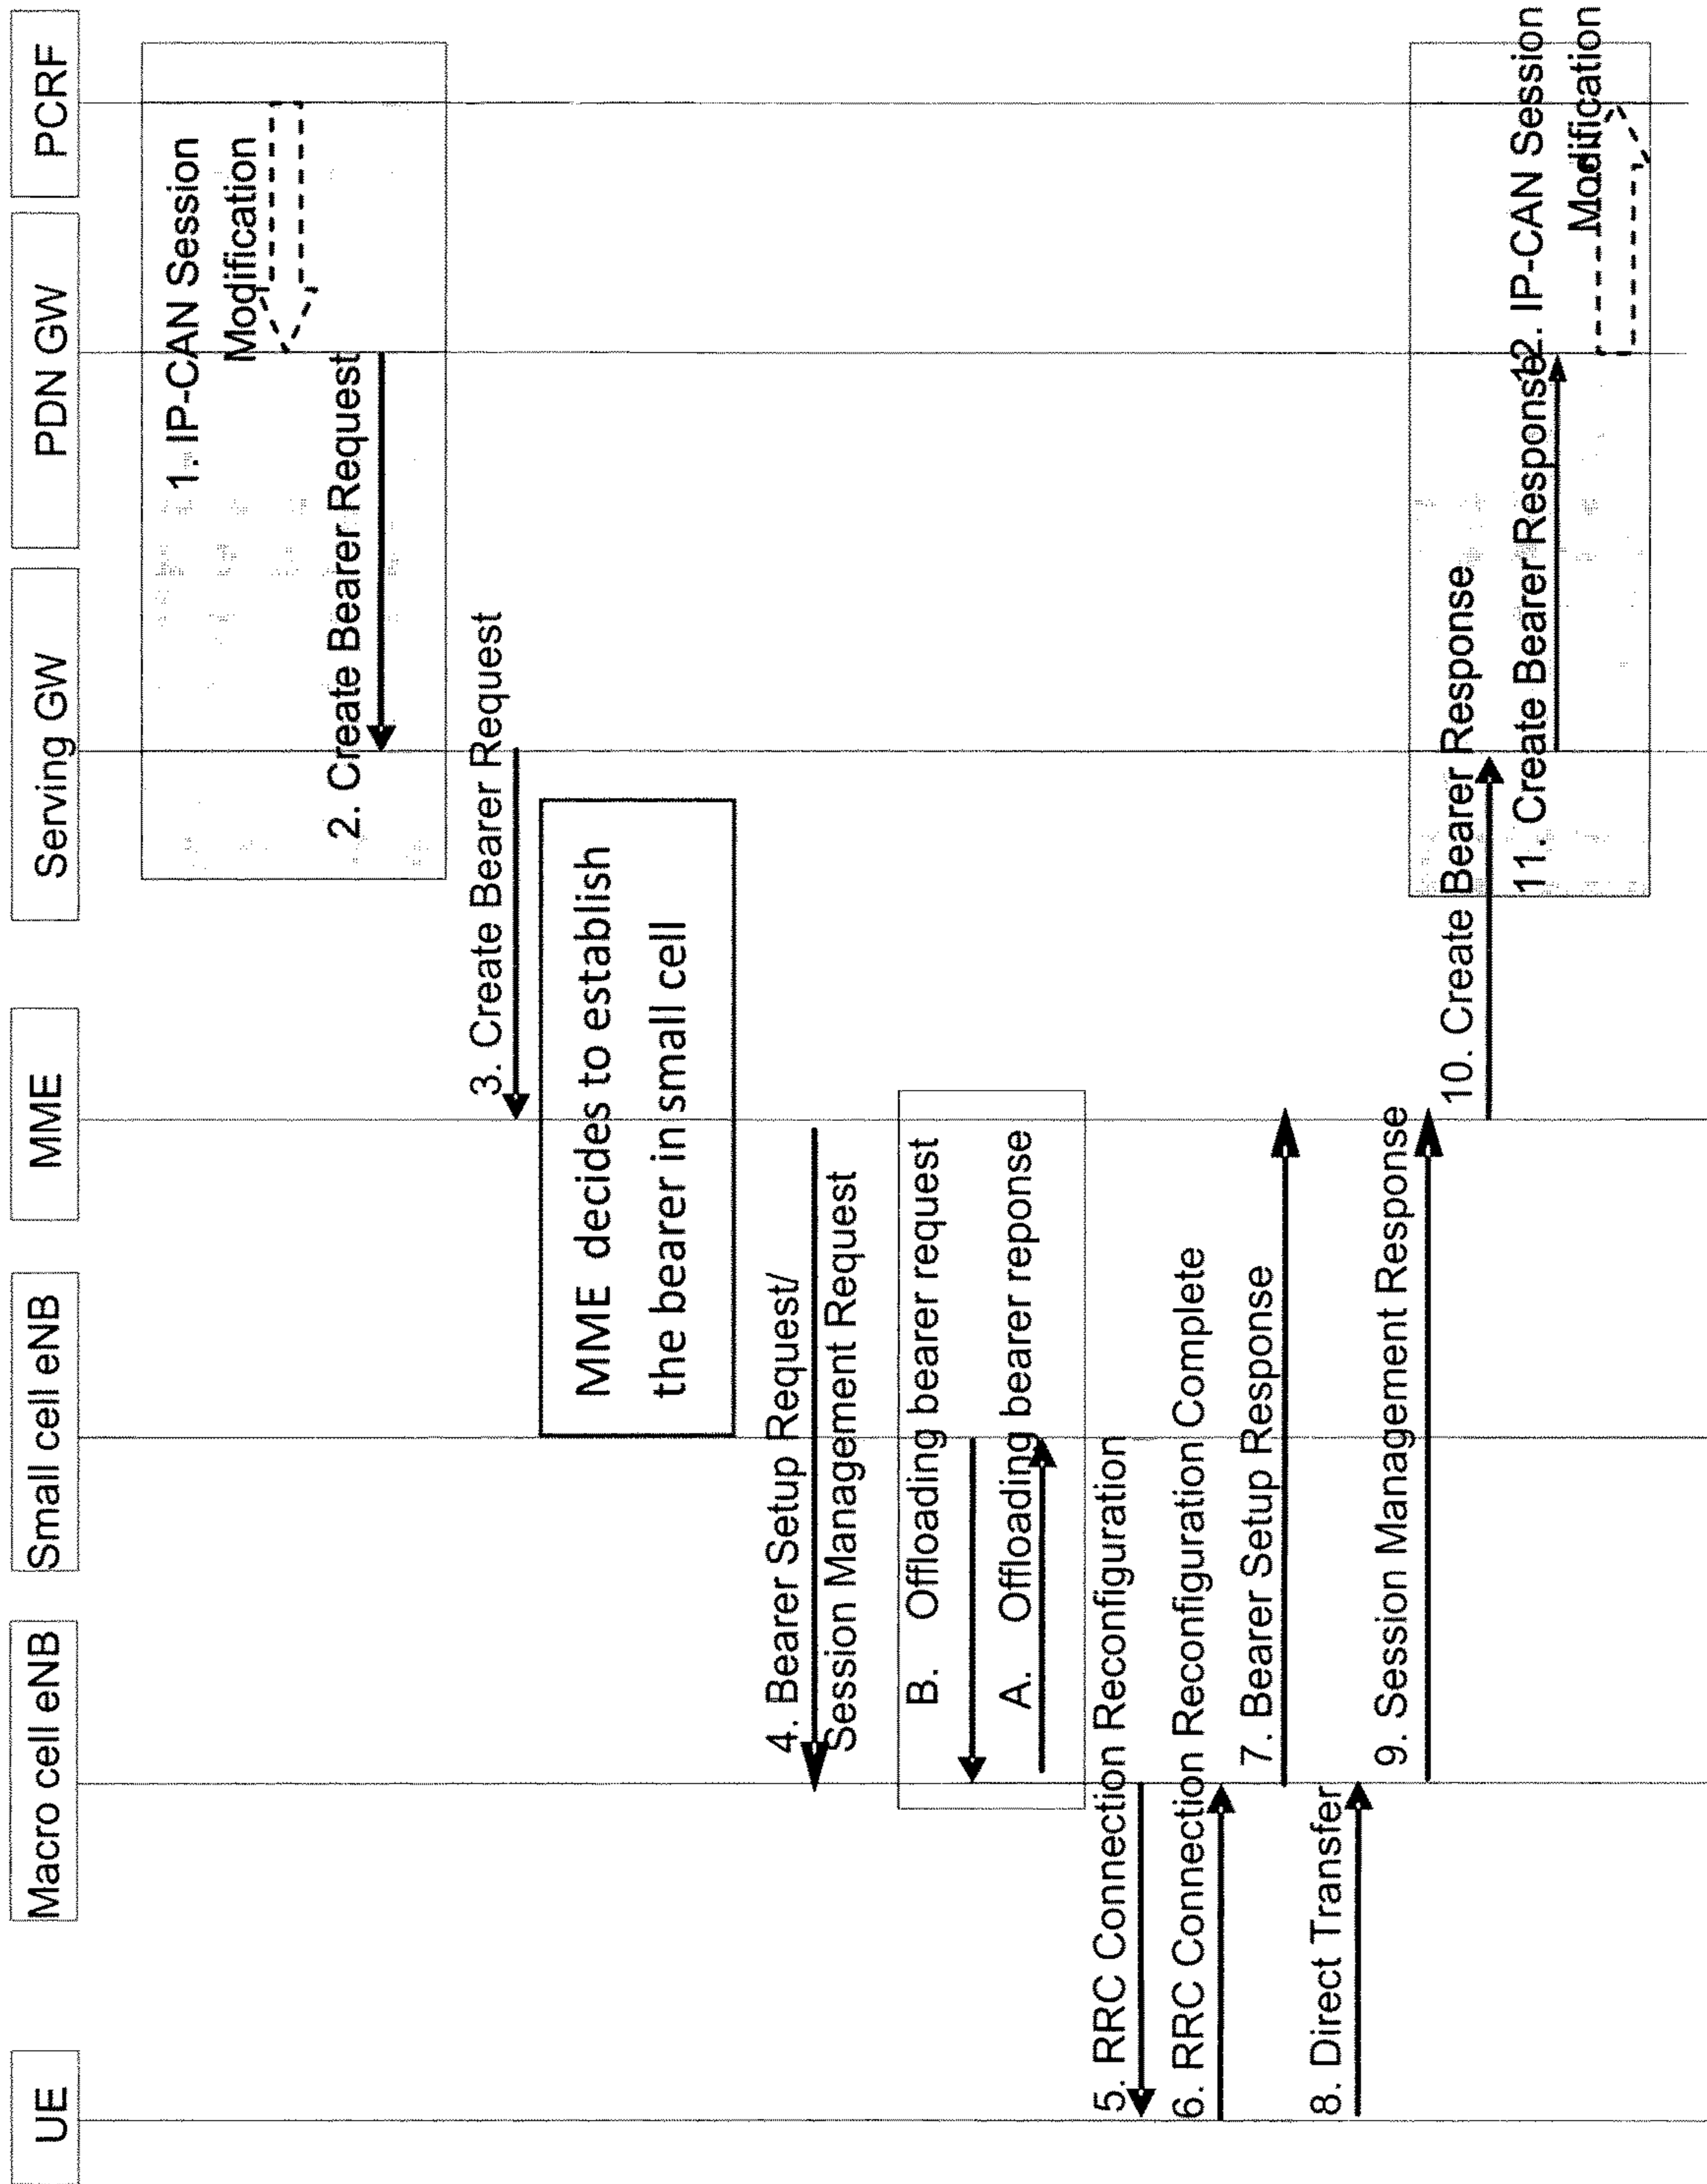 UE
Macro cell eNB
Small cell eNB
MME
Serving GW
PDN GW
PCRF
1. IP-CAN Session
Modification
2. Create Bearer Request
3. Create Bearer Request
MME decides to establish
the bearer in small cell
4. Bearer Setup Request/
Session Management Request
B. Offloading bearer request
A. Offloading bearer reponse
5. RRC Connection Reconfiguration
6. RRC Connection Reconfiguration Complete
7. Bearer Setup Response
8. Direct Transfer
9. Session Management Response
10. Create Bearer Response
11. Create Bearer Response
12. IP-CAN Session
Modification